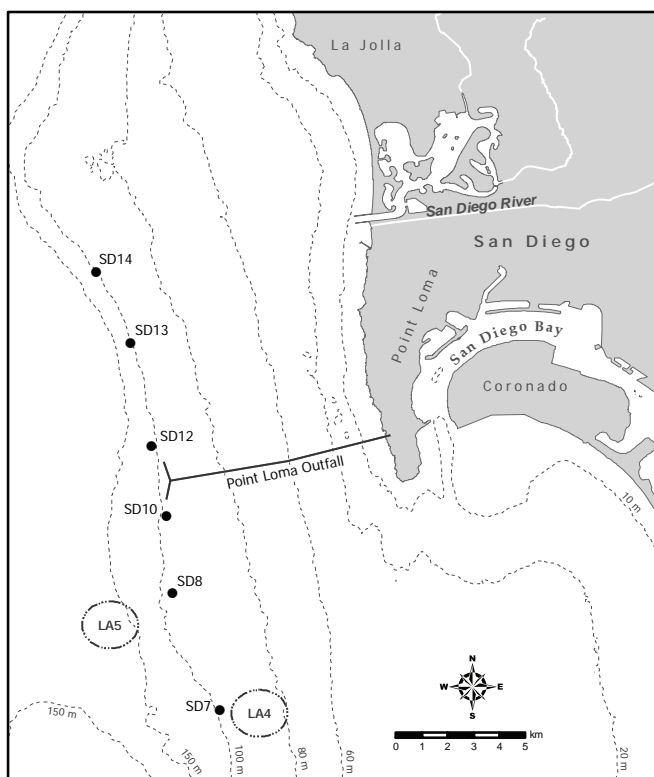 La Jolla
San Diego River
San Diego
SD14
Point Loma
SD13
San Diego Bay
Coronado
SD12
Point Loma Outfall
10 m
SD10
SD8
LA5
N
W E
S
SD7
LA4
150 m
150 m
100 m
80 m
60 m
20 m
km
0 1 2 3 4 5